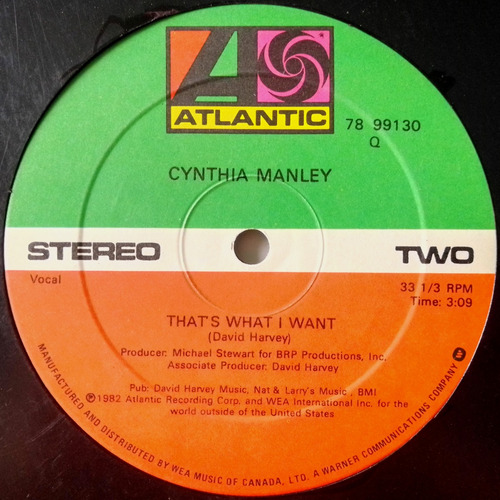 ATLANTIC
78 99130
Q
CYNTHIA MANLEY
STEREO TWO
Vocal
33 1/3 RPM
Time: 3:09
THAT'S WHAT I WANT
(David Harvey)
Producer: Michael Stewart for BRP Productions, Inc.
Associate Producer: David Harvey
Pub: David Harvey Music, Nat & Larry's Music , BMI
℗1982 Atlantic Recording Corp. and WEA International Inc. for the
world outside of the United States
MANUFACTURED AND DISTRIBUTED BY WEA MUSIC OF CANADA, LTD. A WARNER COMMUNICATIONS COMPANY